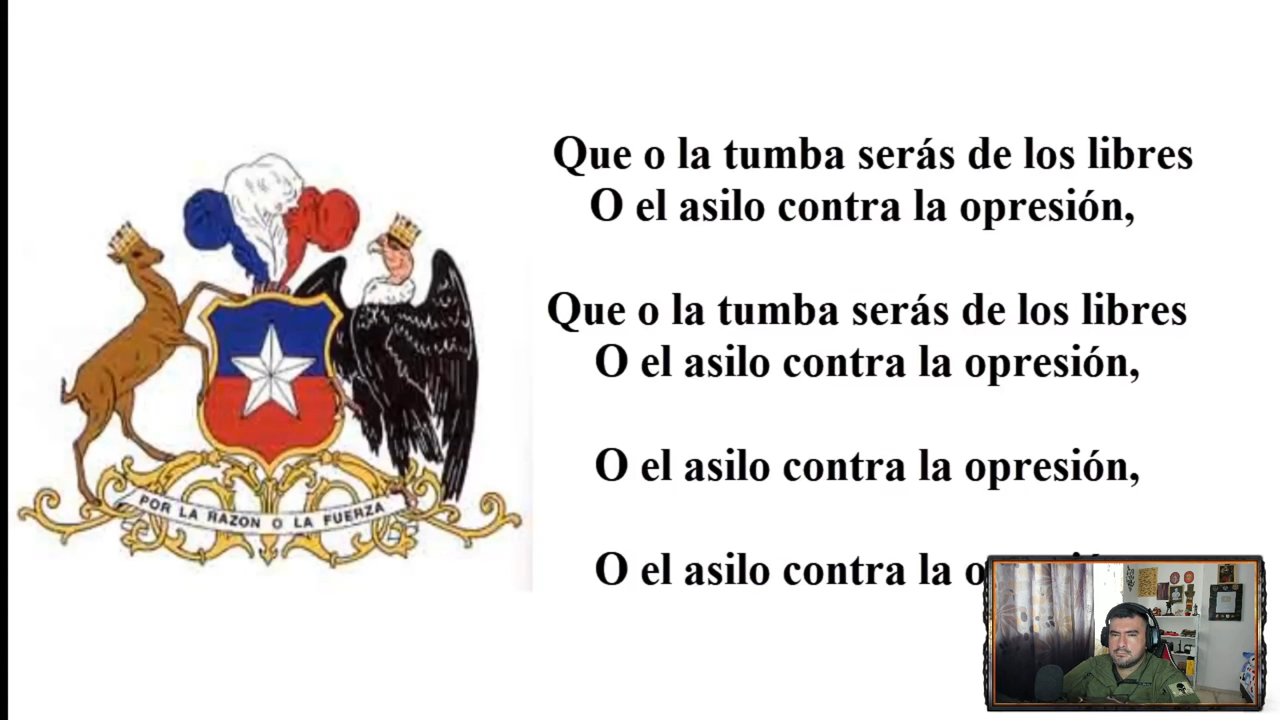 Que o la tumba serás de los libres
O el asilo contra la opresión,
Que o la tumba serás de los libres
O el asilo contra la opresión,
O el asilo contra la opresión,
O el asilo contra la
POR LA RAZON O LA FUERZA